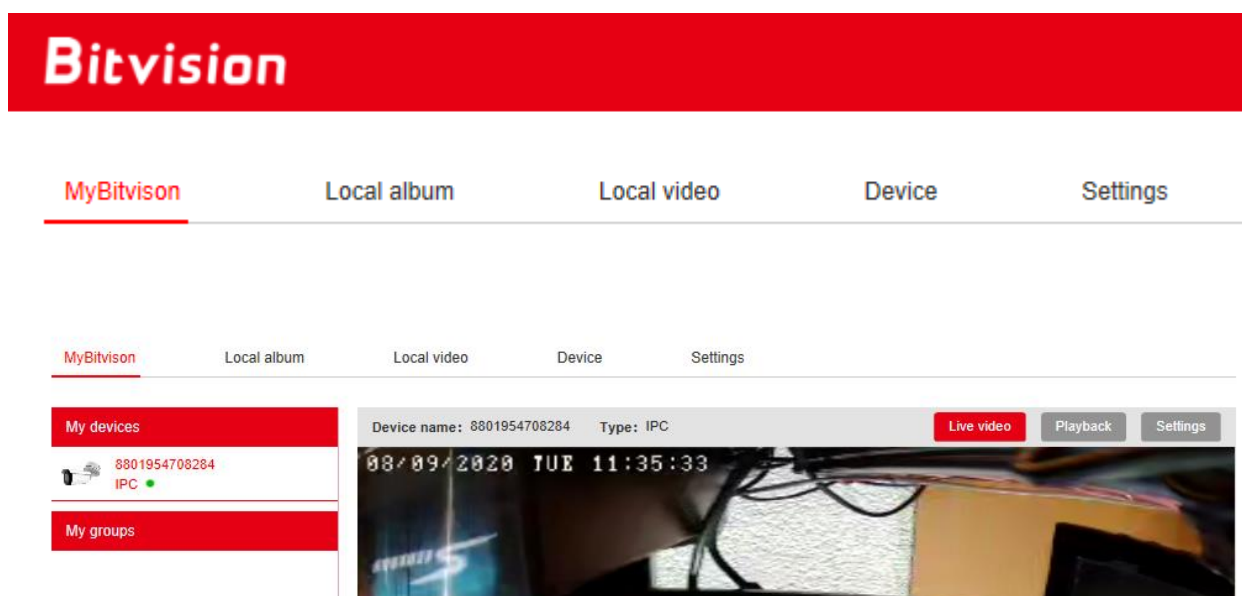 Bitvision
MyBitvison Local album Local video Device Settings
MyBitvison Local album Local video Device Settings
My devices
8801954708284
IPC
My groups
Device name: 8801954708284 Type: IPC Live video Playback Settings
08/09/2020 TUE 11:35:33